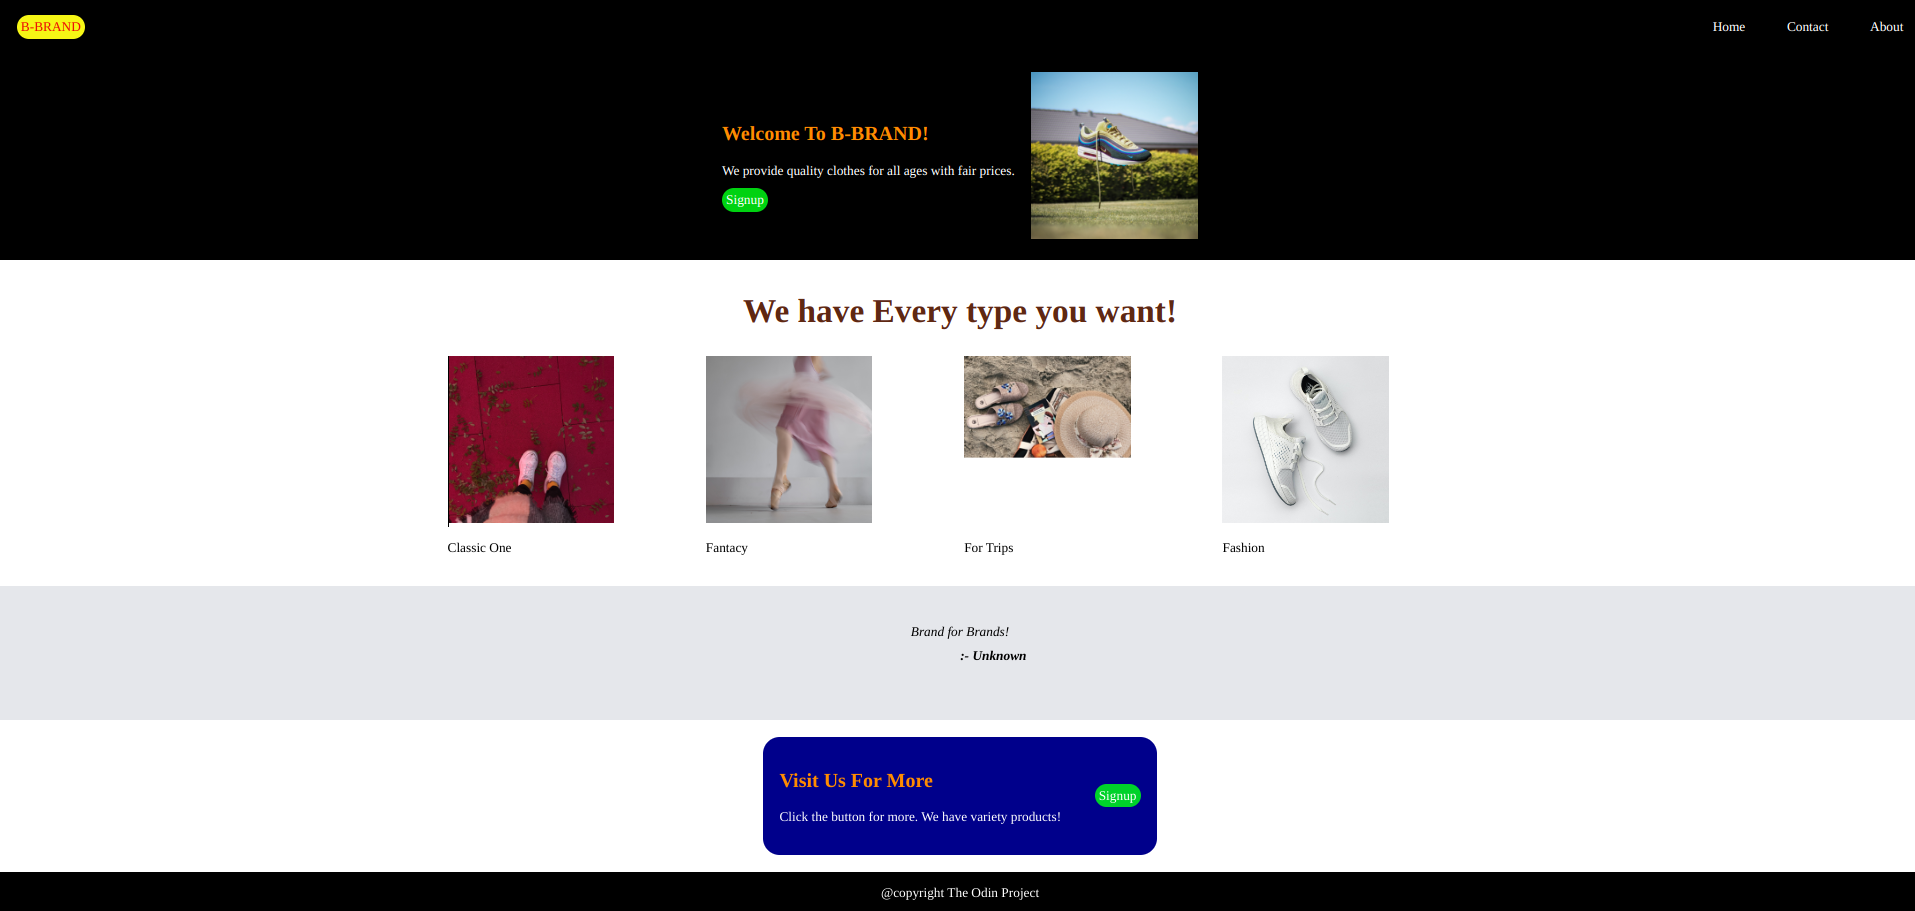 B-BRAND
Home
Contact
About
Welcome To B-BRAND!
We provide quality clothes for all ages with fair prices.
Signup
We have Every type you want!
Classic One
Fantacy
For Trips
Fashion
Brand for Brands!
:- Unknown
Visit Us For More
Click the button for more. We have variety products!
Signup
@copyright The Odin Project